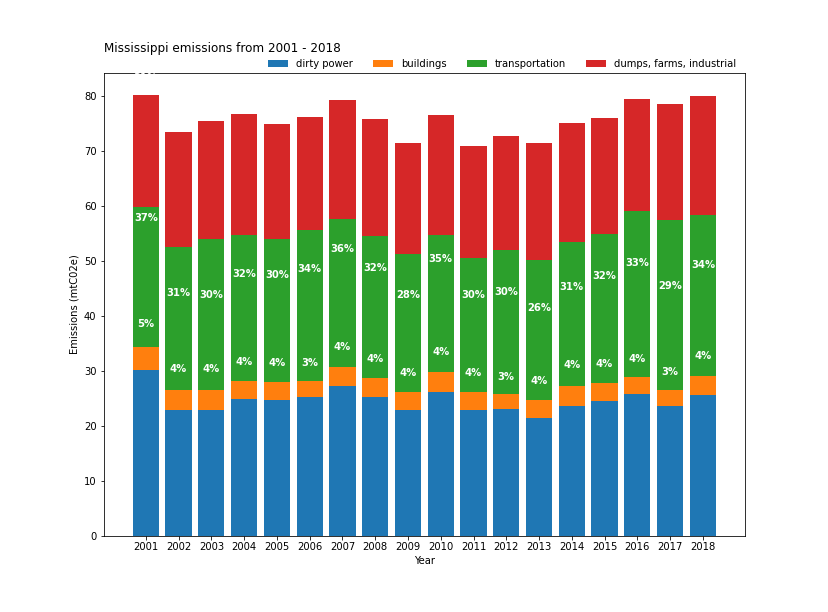 Mississippi emissions from 2001 - 2018
dirty power buildings transportation dumps, farms, industrial
80
70
60
50
40
30
20
10
0
Emissions (mtC02e)
37% 31% 30% 32% 30% 34% 36% 32% 28% 35% 30% 30% 26% 31% 32% 33% 29% 34%
5% 4% 4% 4% 4% 3% 4% 4% 4% 4% 4% 3% 4% 4% 4% 4% 3% 4%
2001 2002 2003 2004 2005 2006 2007 2008 2009 2010 2011 2012 2013 2014 2015 2016 2017 2018
Year